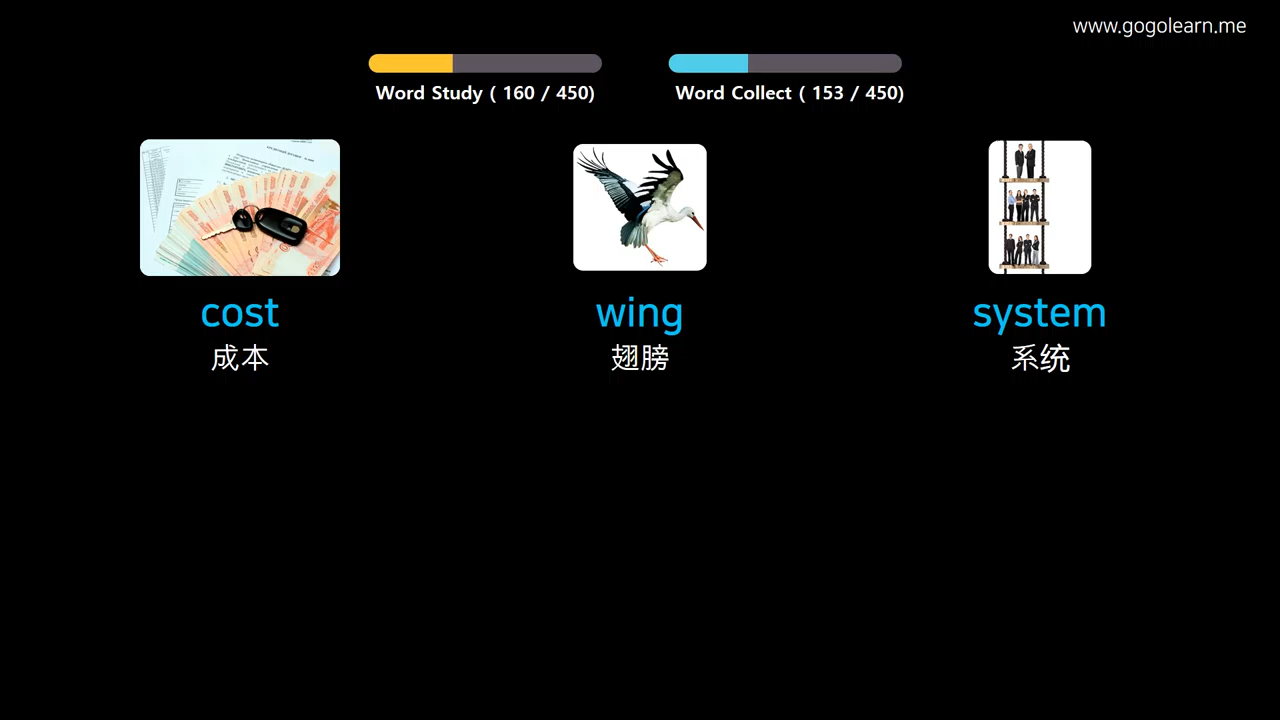 www.gogolearn.me
Word Study ( 160 / 450)
Word Collect ( 153 / 450)
cost
wing
system
成本
翅膀
系统